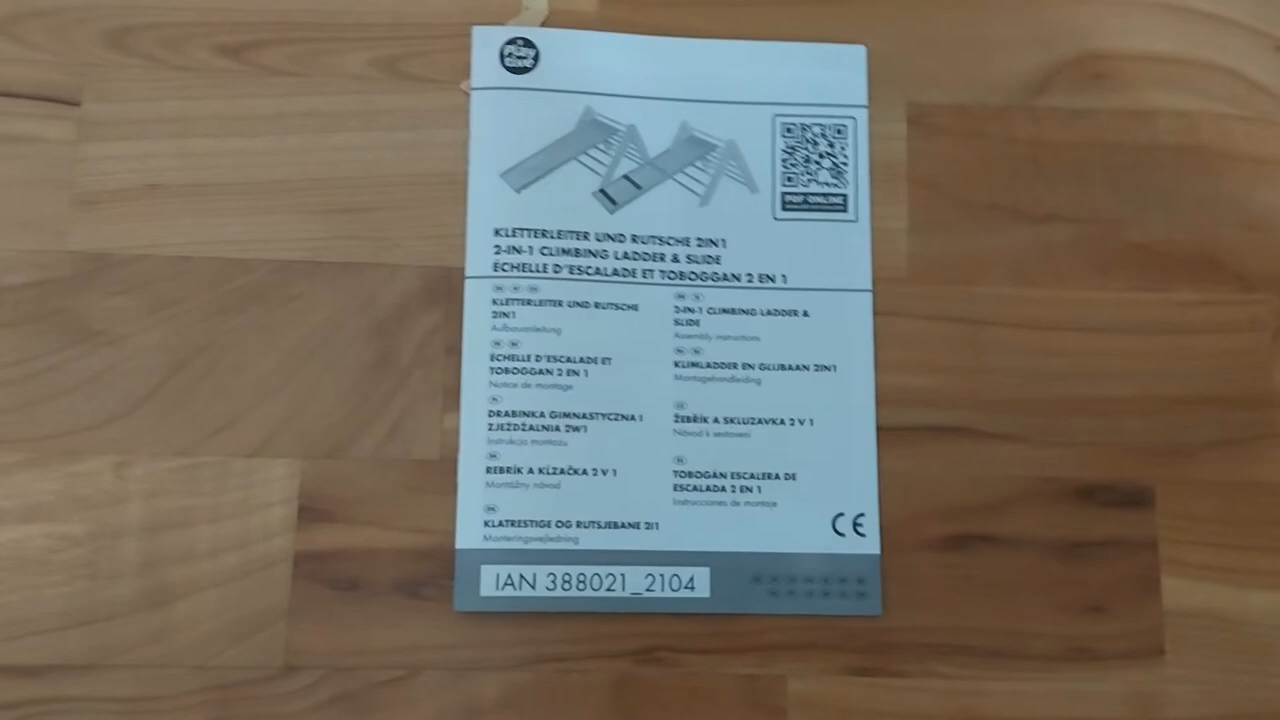 Play
tive
PDF ONLINE
KLETTERLEITER UND RUTSCHE 2IN1
2-IN-1 CLIMBING LADDER & SLIDE
ÉCHELLE D'ESCALADE ET TOBOGGAN 2 EN 1
KLETTERLEITER UND RUTSCHE
2IN1
Aufbauanleitung
2-IN-1 CLIMBING LADDER &
SLIDE
Assembly instructions
ÉCHELLE D'ESCALADE ET
TOBOGGAN 2 EN 1
Notice de montage
KLIMLADDER EN GLIJBAAN 2IN1
Montagehandleiding
DRABINKA GIMNASTYCZNA I
ZJEŻDŻALNIA 2W1
Instrukcja montażu
ŽEBŘÍK A SKLUZAVKA 2 V 1
Návod k sestavení
REBRÍK A KĹZAČKA 2 V 1
Montážny návod
TOBOGÁN ESCALERA DE
ESCALADA 2 EN 1
Instrucciones de montaje
KLATRESTIGE OG RUTSJEBANE 2I1
Monteringsvejledning
CE
IAN 388021_2104